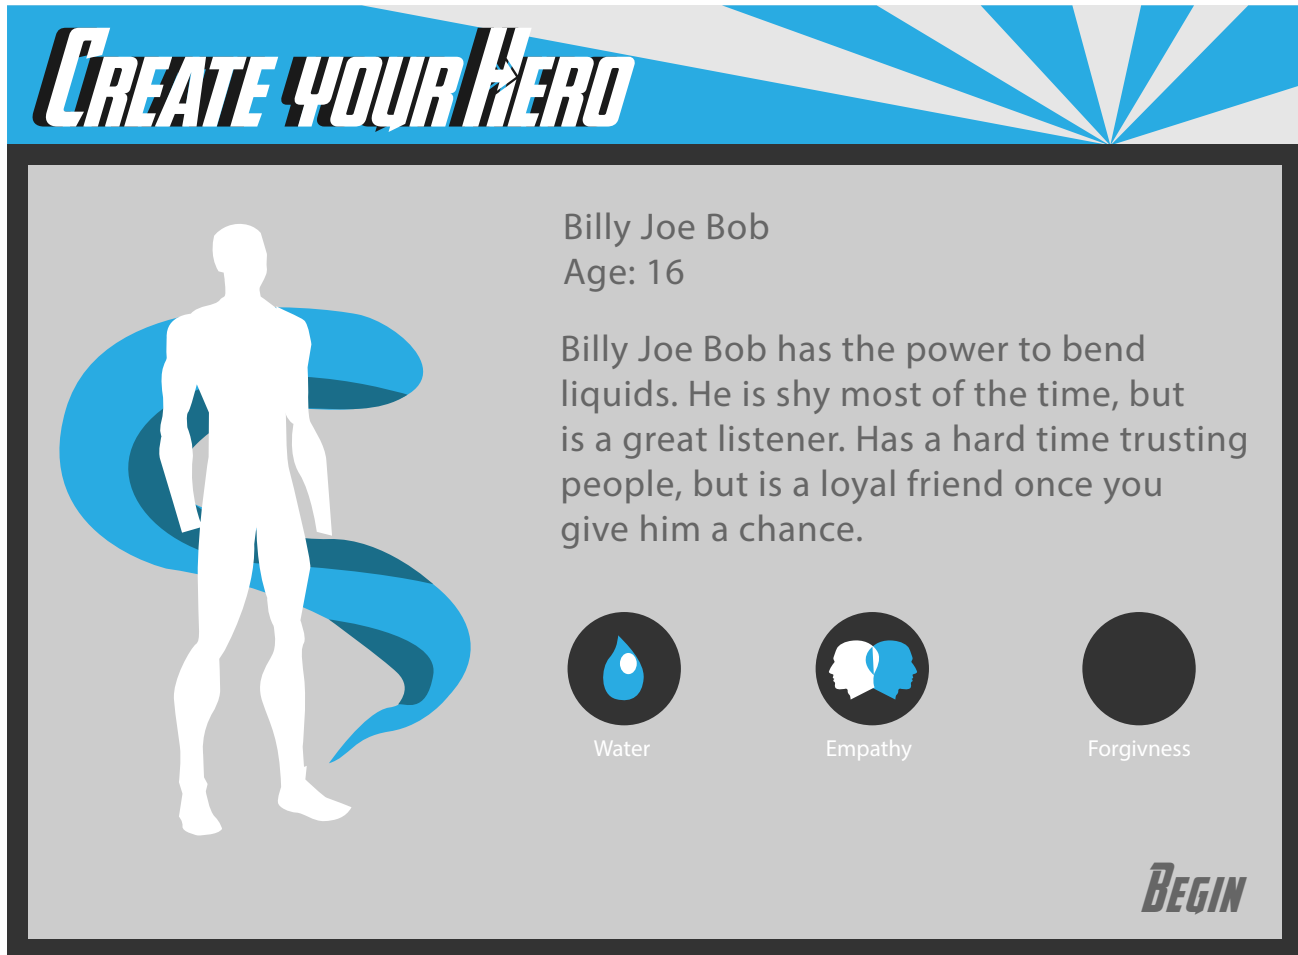 Create your Hero
Billy Joe Bob
Age: 16
Billy Joe Bob has the power to bend
liquids. He is shy most of the time, but
is a great listener. Has a hard time trusting
people, but is a loyal friend once you
give him a chance.
Water
Empathy
Forgivness
Begin